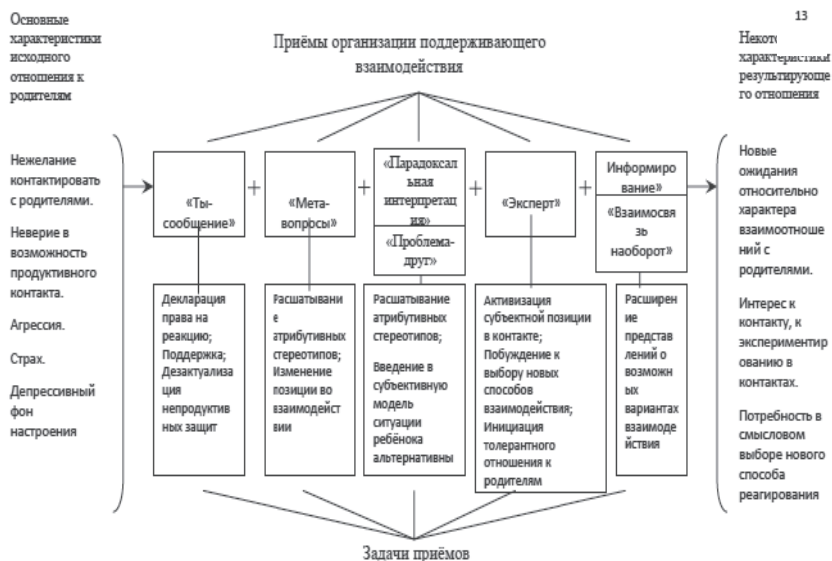 13
Основные
характеристики
исходного
отношения к
родителям
Приёмы организации поддерживающего
взаимодействия
характеристики
результирующе
го отношения
Нежелание
контактировать
с родителями.
Неверие в
возможность
продуктивного
контакта.
Агрессия.
Страх.
Депрессивный
фон
настроения
«Ты-
сообщение»
+
«Мета-
вопросы»
+
«Парадоксал
ьная
интерпретац
ия»
«Проблема-
друг»
+
«Эксперт»
+
Информиро
вание»
«Взаимосвя
зь
наоборот»
Декларация
права на
реакцию;
Поддержка;
Дезактуализа
ция
непродуктив
ных защит
Расшатывани
е
атрибутивных
стереотипов;
Изменение
позиции во
взаимодейст
вии
Расшатывание
атрибутивных
стереотипов;
Введение в
субъективную
модель
ситуации
ребёнока
альтернативны
Активизация
субъектной позиции
в контакте;
Побуждение к
выбору новых
способов
взаимодействия;
Инициация
толерантного
отношения к
родителям
Расширен
ие
представ
лений о
возможн
ых
вариантах
взаимоде
йствия
Новые
ожидания
относительно
характера
взаимоотноше
ний с
родителями.
Интерес к
контакту, к
экспериментир
ованию в
контактах.
Потребность в
смысловом
выборе нового
способа
реагирования
Задачи приёмов